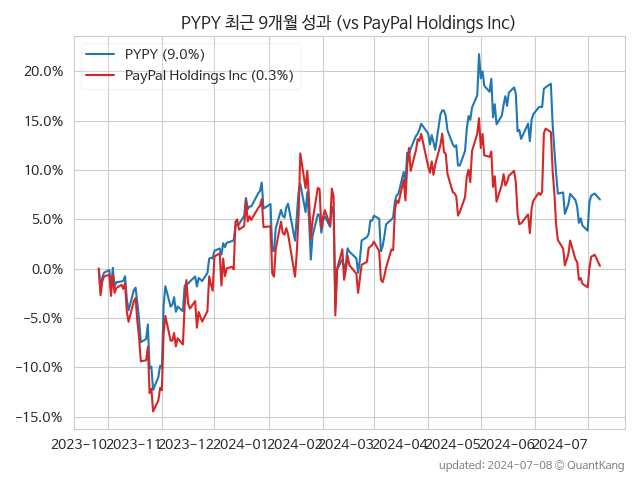 PYPY 최근 9개월 성과 (vs PayPal Holdings Inc)
PYPY (9.0%)
PayPal Holdings Inc (0.3%)
20.0%
15.0%
10.0%
5.0%
0.0%
−5.0%
−10.0%
−15.0%
2023-10 2023-11 2023-12 2024-01 2024-02 2024-03 2024-04 2024-05 2024-06 2024-07
updated: 2024-07-08 © QuantKang